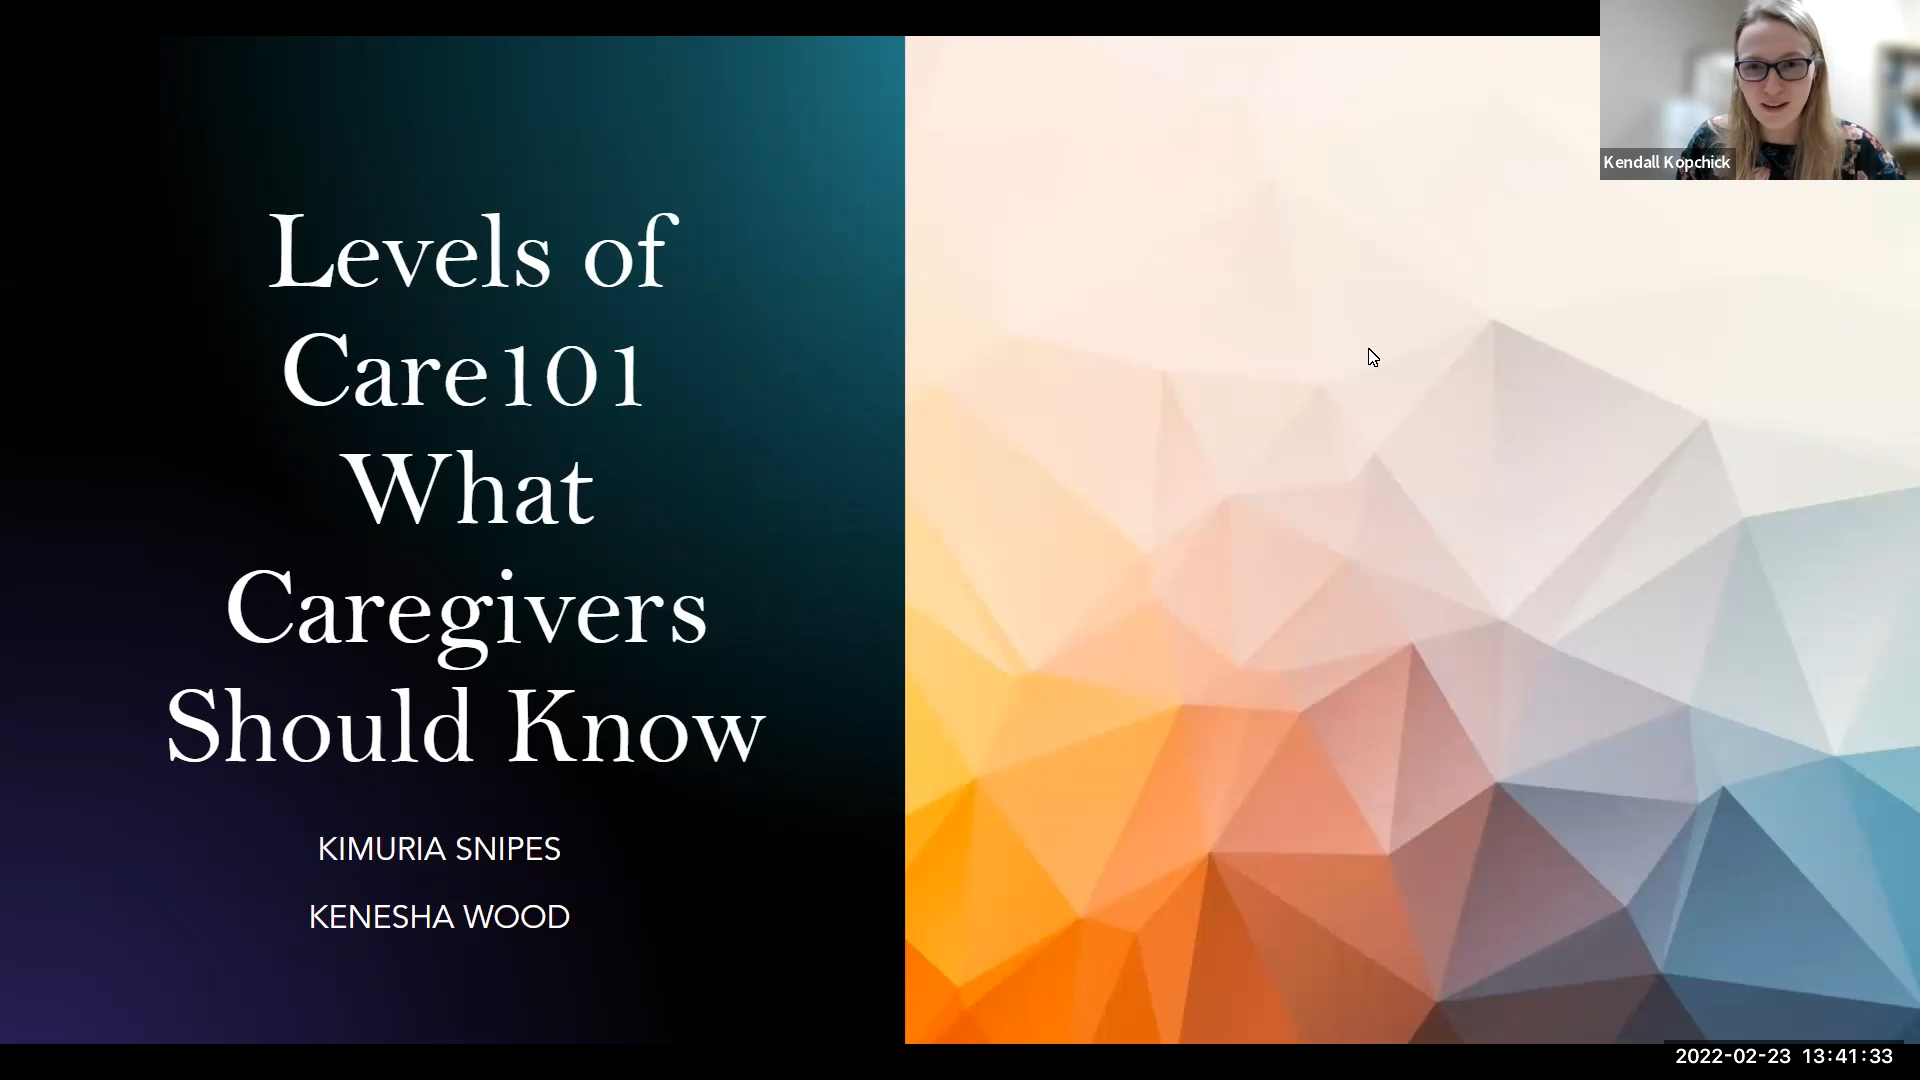 Levels of
Care101
What
Caregivers
Should Know
KIMURIA SNIPES
KENESHA WOOD
Kendall Kopchick
2022-02-23 13:41:33